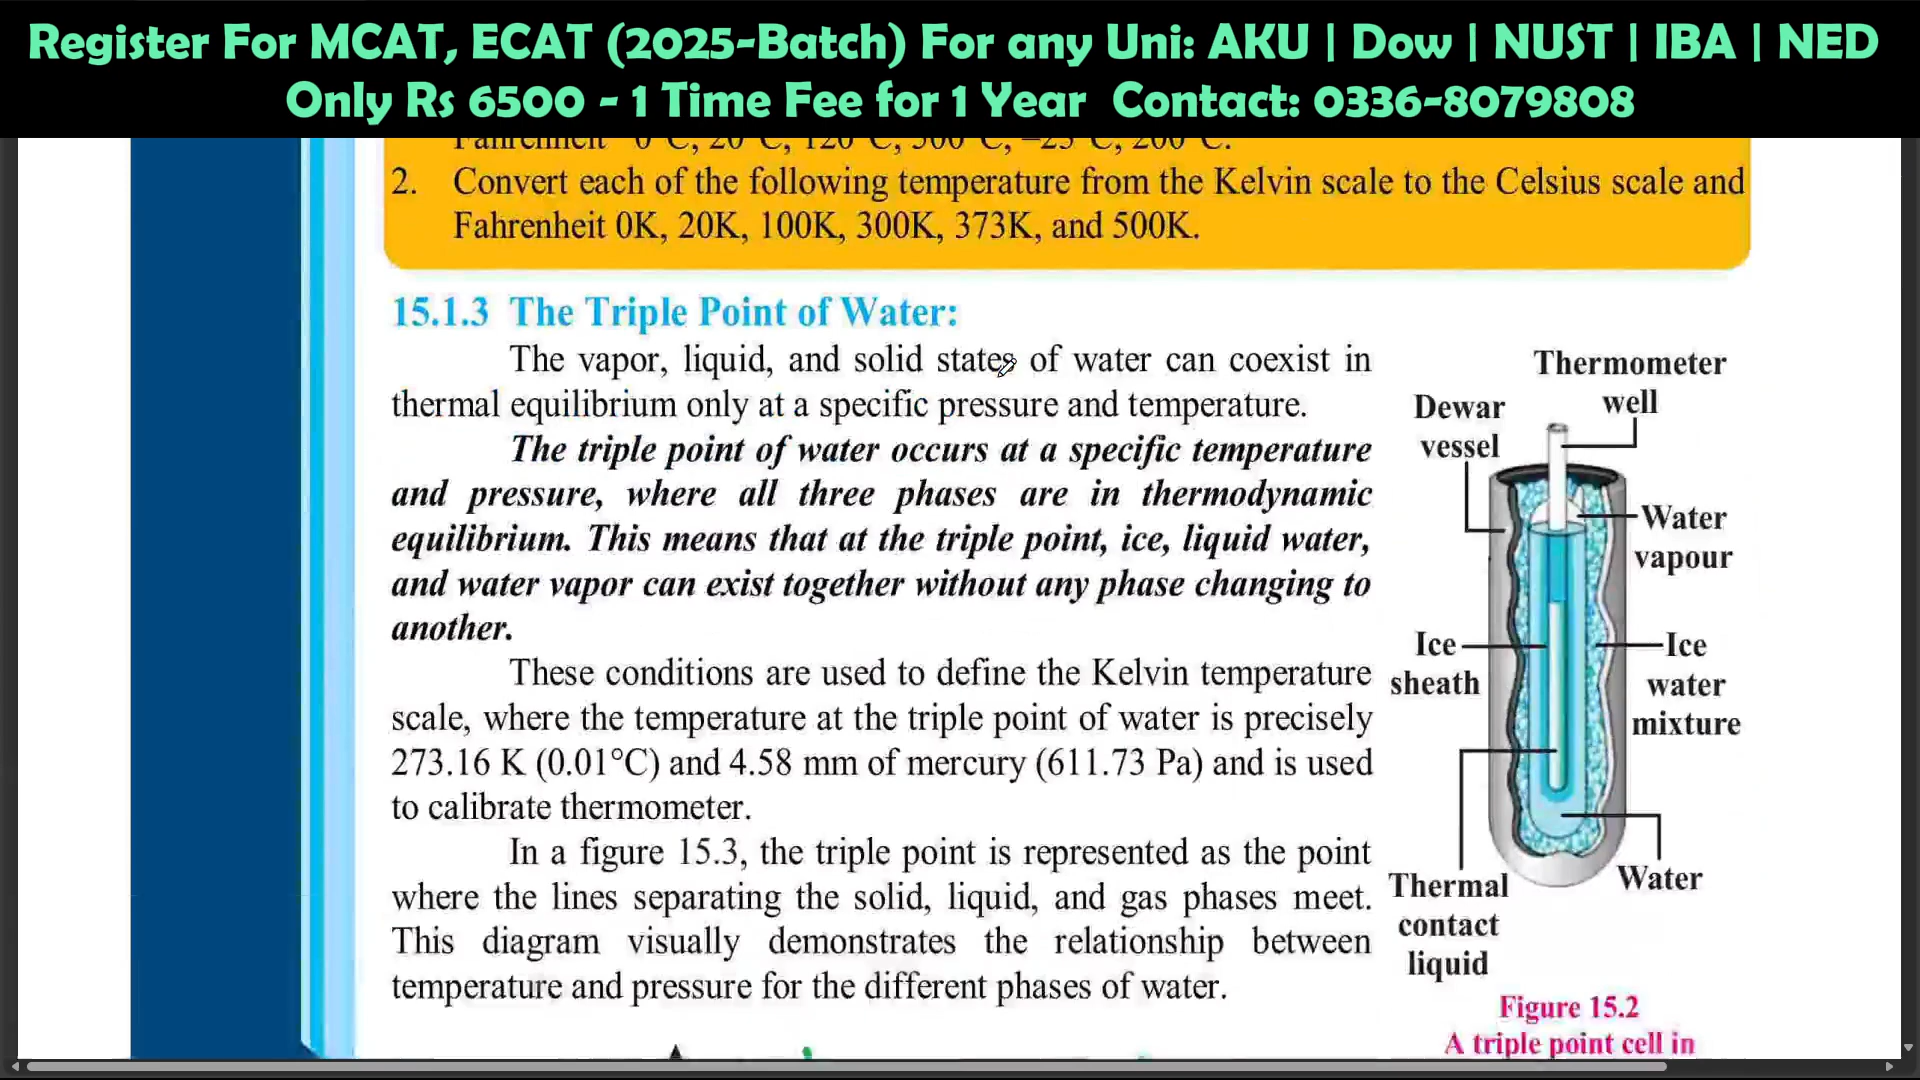 Register For MCAT, ECAT (2025-Batch) For any Uni: AKU | Dow | NUST | IBA | NED
Only Rs 6500 - 1 Time Fee for 1 Year Contact: 0336-8079808
Fahrenheit 0°C, 20°C, 120°C, 500°C, −25°C, 200°C.
2. Convert each of the following temperature from the Kelvin scale to the Celsius scale and
Fahrenheit 0K, 20K, 100K, 300K, 373K, and 500K.
15.1.3 The Triple Point of Water:
The vapor, liquid, and solid states of water can coexist in
thermal equilibrium only at a specific pressure and temperature.
The triple point of water occurs at a specific temperature
and pressure, where all three phases are in thermodynamic
equilibrium. This means that at the triple point, ice, liquid water,
and water vapor can exist together without any phase changing to
another.
These conditions are used to define the Kelvin temperature
scale, where the temperature at the triple point of water is precisely
273.16 K (0.01°C) and 4.58 mm of mercury (611.73 Pa) and is used
to calibrate thermometer.
In a figure 15.3, the triple point is represented as the point
where the lines separating the solid, liquid, and gas phases meet.
This diagram visually demonstrates the relationship between
temperature and pressure for the different phases of water.
Thermometer
well
Dewar
vessel
Water
vapour
Ice
sheath
Ice
water
mixture
Water
Thermal
contact
liquid
Figure 15.2
A triple point cell in